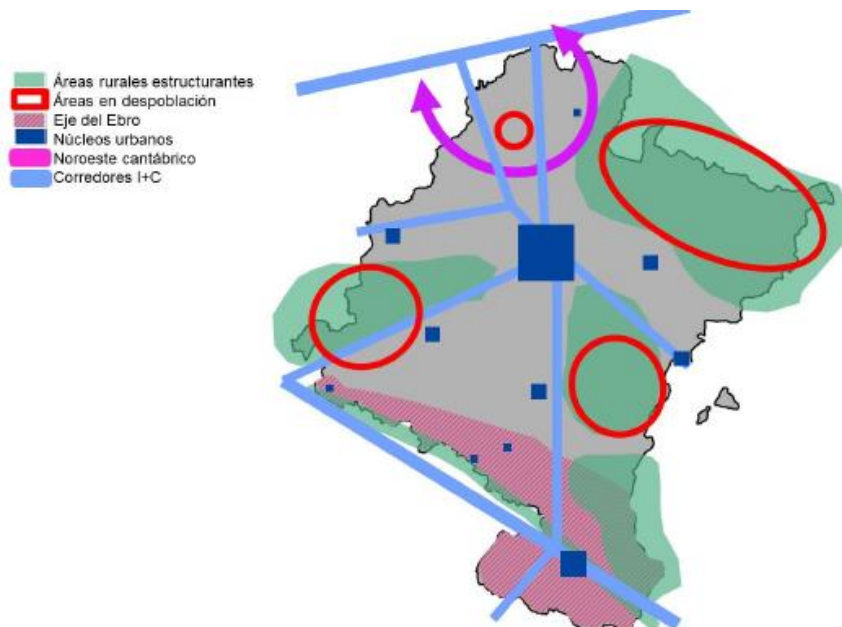 Áreas rurales estructurantes
Áreas en despoblación
Eje del Ebro
Núcleos urbanos
Noroeste cantábrico
Corredores I+C